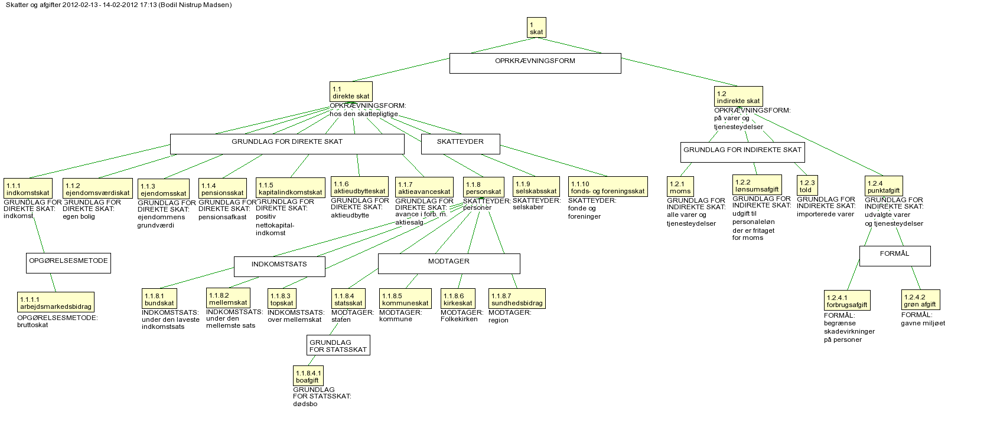 Skatter og afgifter 2012-02-13 - 14-02-2012 17:13 (Bodil Nistrup Madsen)
1
skat
OPRKRÆVNINGSFORM
1.1
direkte skat
OPKRÆVNINGSFORM:
hos den skattepligtige
1.2
indirekte skat
OPKRÆVNINGSFORM:
på varer og
tjenesteydelser
GRUNDLAG FOR DIREKTE SKAT
SKATTEYDER
GRUNDLAG FOR INDIREKTE SKAT
1.1.1
indkomstskat
GRUNDLAG FOR
DIREKTE SKAT:
indkomst
1.1.2
ejendomsværdiskat
GRUNDLAG FOR
DIREKTE SKAT:
egen bolig
1.1.3
ejendomsskat
GRUNDLAG FOR
DIREKTE SKAT:
ejendommens
grundværdi
1.1.4
pensionsskat
GRUNDLAG FOR
DIREKTE SKAT:
pensionsafkast
1.1.5
kapitalindkomstskat
GRUNDLAG FOR
DIREKTE SKAT:
positiv
nettokapital-
indkomst
1.1.6
aktieudbytteskat
GRUNDLAG FOR
DIREKTE SKAT:
aktieudbytte
1.1.7
aktieavanceskat
GRUNDLAG FOR
DIREKTE SKAT:
avance i forb. m.
aktiesalg
1.1.8
personskat
SKATTEYDER:
personer
1.1.9
selskabsskat
SKATTEYDER:
selskaber
1.1.10
fonds- og foreningsskat
SKATTEYDER:
fonde og
foreninger
1.2.1
moms
GRUNDLAG FOR
INDIREKTE SKAT:
alle varer og
tjenesteydelser
1.2.2
lønsumsafgift
GRUNDLAG FOR
INDIREKTE SKAT:
udgift til
personaleløn
der er fritaget
for moms
1.2.3
told
GRUNDLAG FOR
INDIREKTE SKAT:
importerede varer
1.2.4
punktafgift
GRUNDLAG FOR
INDIREKTE SKAT:
udvalgte varer
og tjenesteydelser
OPGØRELSESMETODE
INDKOMSTSATS
MODTAGER
FORMÅL
1.1.1.1
arbejdsmarkedsbidrag
OPGØRELSESMETODE:
bruttoskat
1.1.8.1
bundskat
INDKOMSTSATS:
under den laveste
indkomstsats
1.1.8.2
mellemskat
INDKOMSTSATS:
under den
mellemste sats
1.1.8.3
topskat
INDKOMSTSATS:
over mellemskat
1.1.8.4
statsskat
MODTAGER:
staten
1.1.8.5
kommuneskat
MODTAGER:
kommune
1.1.8.6
kirkeskat
MODTAGER:
Folkekirken
1.1.8.7
sundhedsbidrag
MODTAGER:
region
1.2.4.1
forbrugsafgift
FORMÅL:
begrænse
skadevirkninger
på personer
1.2.4.2
grøn afgift
FORMÅL:
gavne miljøet
GRUNDLAG
FOR STATSSKAT
1.1.8.4.1
boafgift
GRUNDLAG
FOR STATSSKAT:
dødsbo